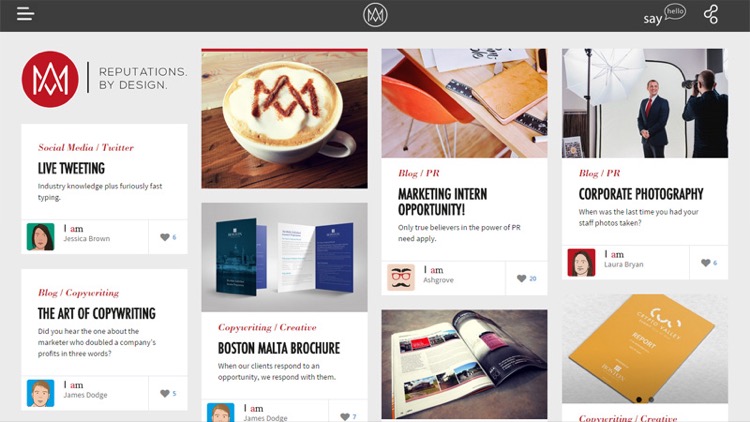 say hello
REPUTATIONS.
BY DESIGN.
Social Media / Twitter
LIVE TWEETING
Industry knowledge plus furiously fast
typing.
I am
Jessica Brown
6
Blog / Copywriting
THE ART OF COPYWRITING
Did you hear the one about the
marketer who doubled a company's
profits in three words?
I am
James Dodge
5
Copywriting / Creative
BOSTON MALTA BROCHURE
When our clients respond to an
opportunity, we respond with them.
I am
James Dodge
7
Blog / PR
MARKETING INTERN
OPPORTUNITY!
Only true believers in the power of PR
need apply.
I am
Ashgrove
20
Blog / PR
CORPORATE PHOTOGRAPHY
When was the last time you had your
staff photos taken?
I am
Laura Bryan
6
CRYPTO VALLEY
REPORT
BOSTON
Copywriting / Creative